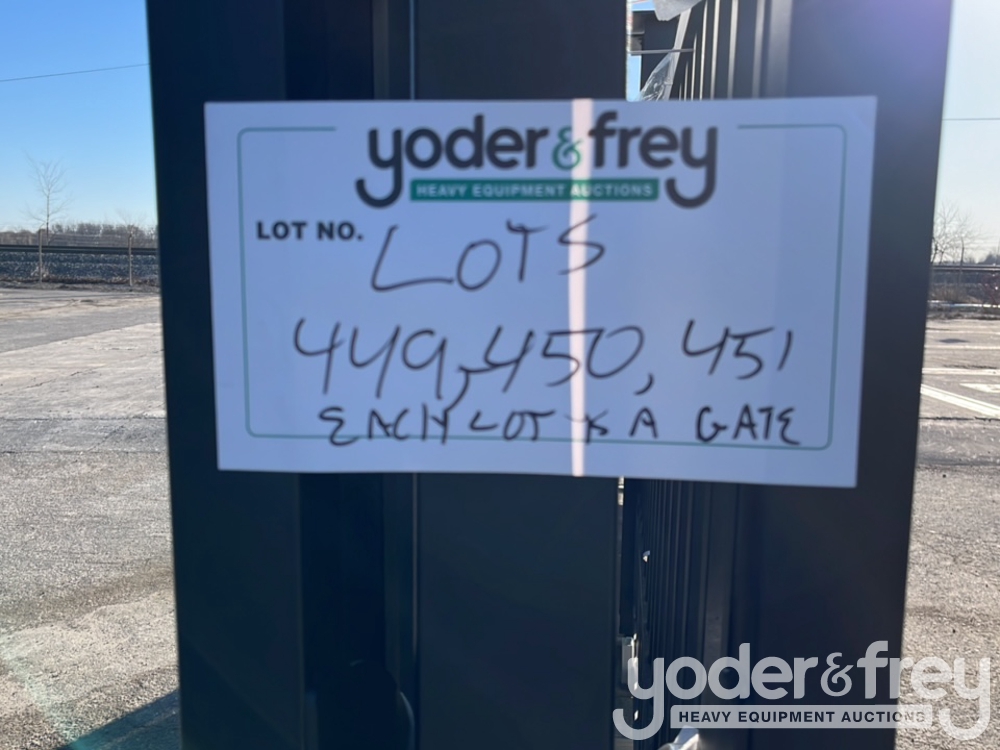 yoder & frey
HEAVY EQUIPMENT AUCTIONS
LOT NO. LOTS
449, 450, 451
EACH LOT IS A GATE
yoder & frey
HEAVY EQUIPMENT AUCTIONS